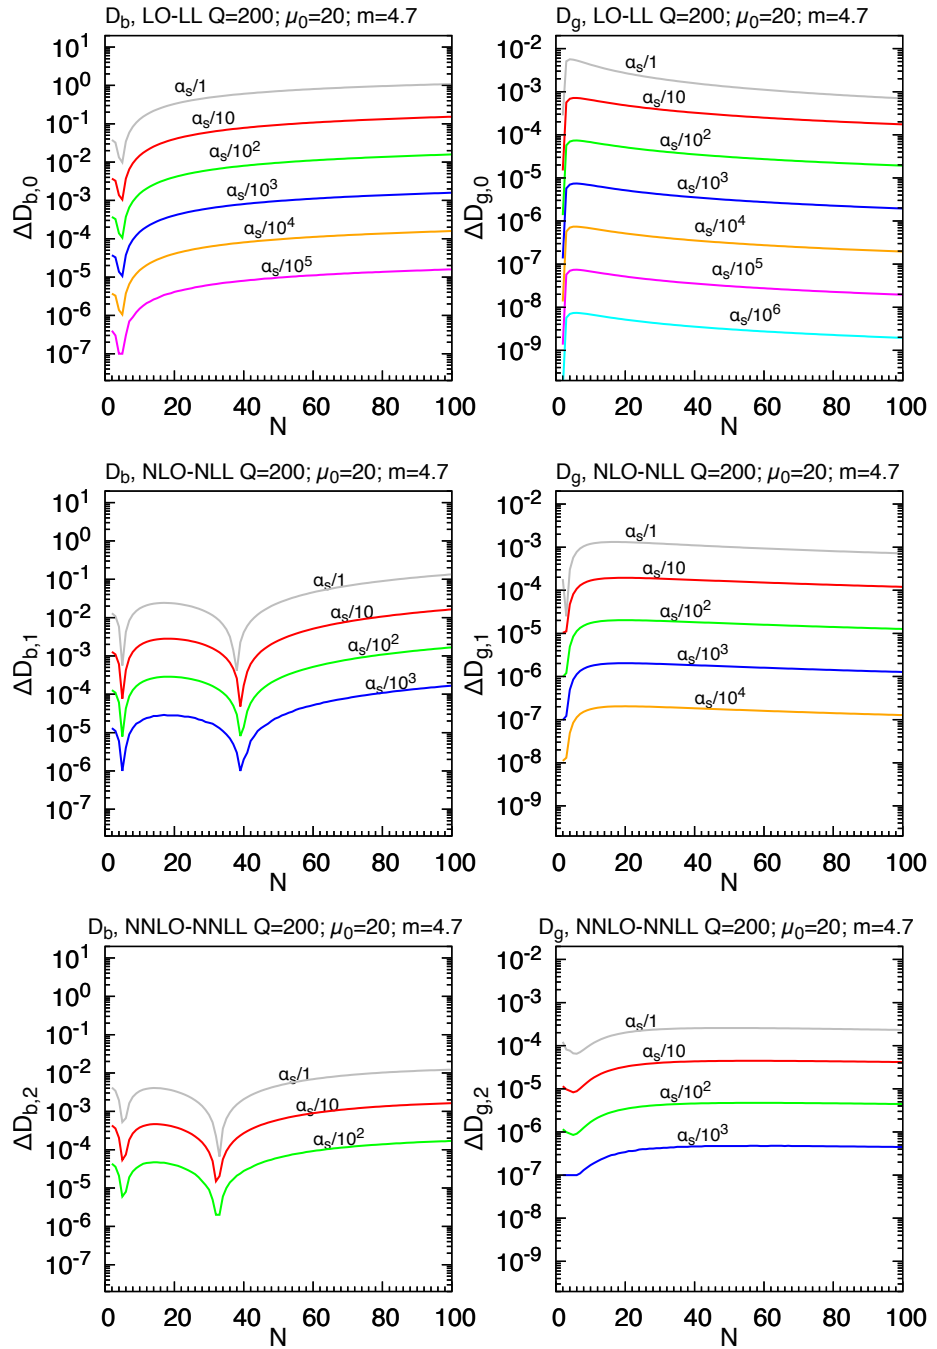 D_b, LO-LL Q=200; μ_0=20; m=4.7
ΔD_{b,0}
10^1
10^0
10^{-1}
10^{-2}
10^{-3}
10^{-4}
10^{-5}
10^{-6}
10^{-7}
α_s/1
α_s/10
α_s/10^2
α_s/10^3
α_s/10^4
α_s/10^5
0 20 40 60 80 100
N
D_g, LO-LL Q=200; μ_0=20; m=4.7
ΔD_{g,0}
10^{-2}
10^{-3}
10^{-4}
10^{-5}
10^{-6}
10^{-7}
10^{-8}
10^{-9}
α_s/1
α_s/10
α_s/10^2
α_s/10^3
α_s/10^4
α_s/10^5
α_s/10^6
0 20 40 60 80 100
N
D_b, NLO-NLL Q=200; μ_0=20; m=4.7
ΔD_{b,1}
10^1
10^0
10^{-1}
10^{-2}
10^{-3}
10^{-4}
10^{-5}
10^{-6}
10^{-7}
α_s/1
α_s/10
α_s/10^2
α_s/10^3
0 20 40 60 80 100
N
D_g, NLO-NLL Q=200; μ_0=20; m=4.7
ΔD_{g,1}
10^{-2}
10^{-3}
10^{-4}
10^{-5}
10^{-6}
10^{-7}
10^{-8}
10^{-9}
α_s/1
α_s/10
α_s/10^2
α_s/10^3
α_s/10^4
0 20 40 60 80 100
N
D_b, NNLO-NNLL Q=200; μ_0=20; m=4.7
ΔD_{b,2}
10^1
10^0
10^{-1}
10^{-2}
10^{-3}
10^{-4}
10^{-5}
10^{-6}
10^{-7}
α_s/1
α_s/10
α_s/10^2
0 20 40 60 80 100
N
D_g, NNLO-NNLL Q=200; μ_0=20; m=4.7
ΔD_{g,2}
10^{-2}
10^{-3}
10^{-4}
10^{-5}
10^{-6}
10^{-7}
10^{-8}
10^{-9}
α_s/1
α_s/10
α_s/10^2
α_s/10^3
0 20 40 60 80 100
N